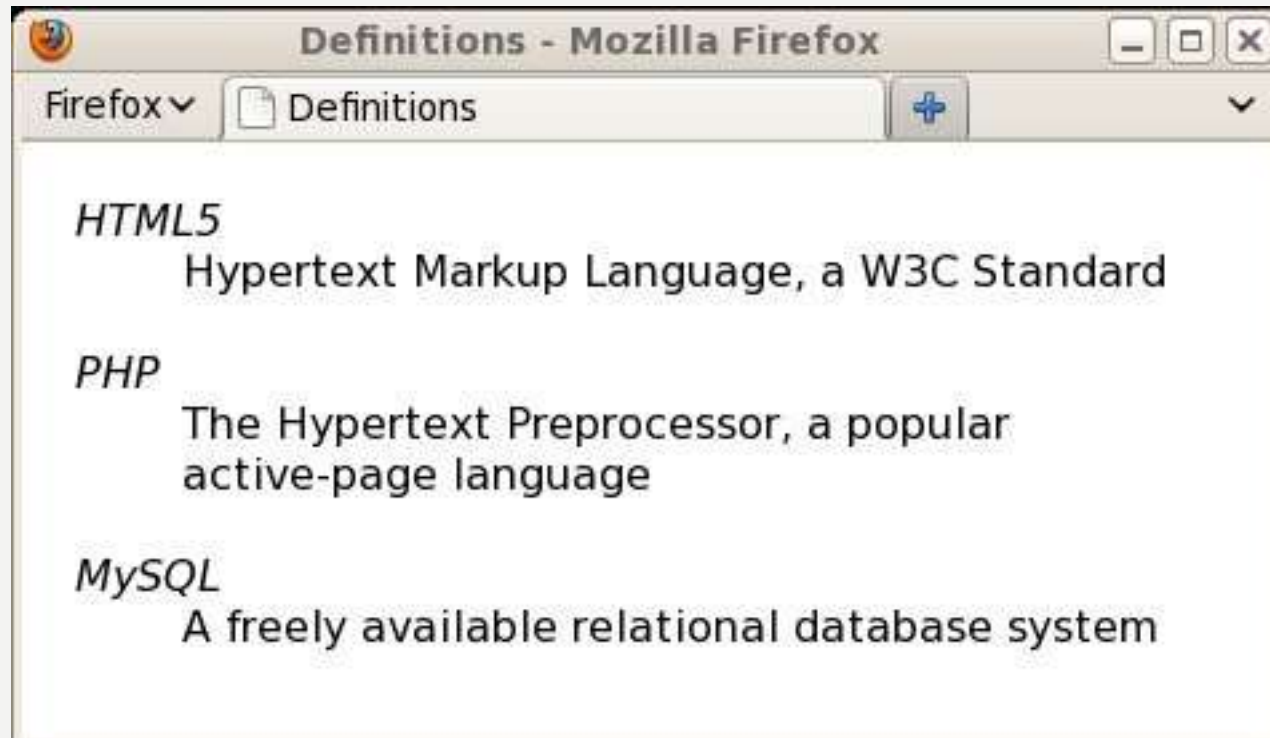 Definitions - Mozilla Firefox
Firefox
Definitions
HTML5
Hypertext Markup Language, a W3C Standard
PHP
The Hypertext Preprocessor, a popular
active-page language
MySQL
A freely available relational database system